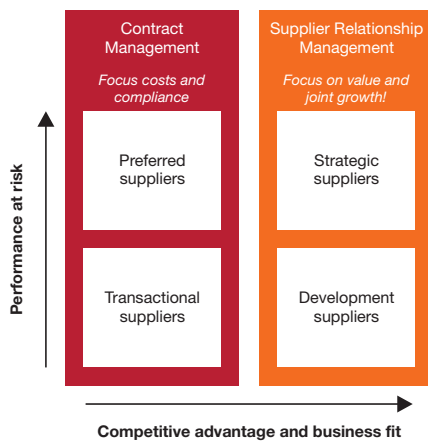 Contract
Management
Focus costs and
compliance
Supplier Relationship
Management
Focus on value and
joint growth!
Performance at risk
Preferred
suppliers
Strategic
suppliers
Transactional
suppliers
Development
suppliers
Competitive advantage and business fit